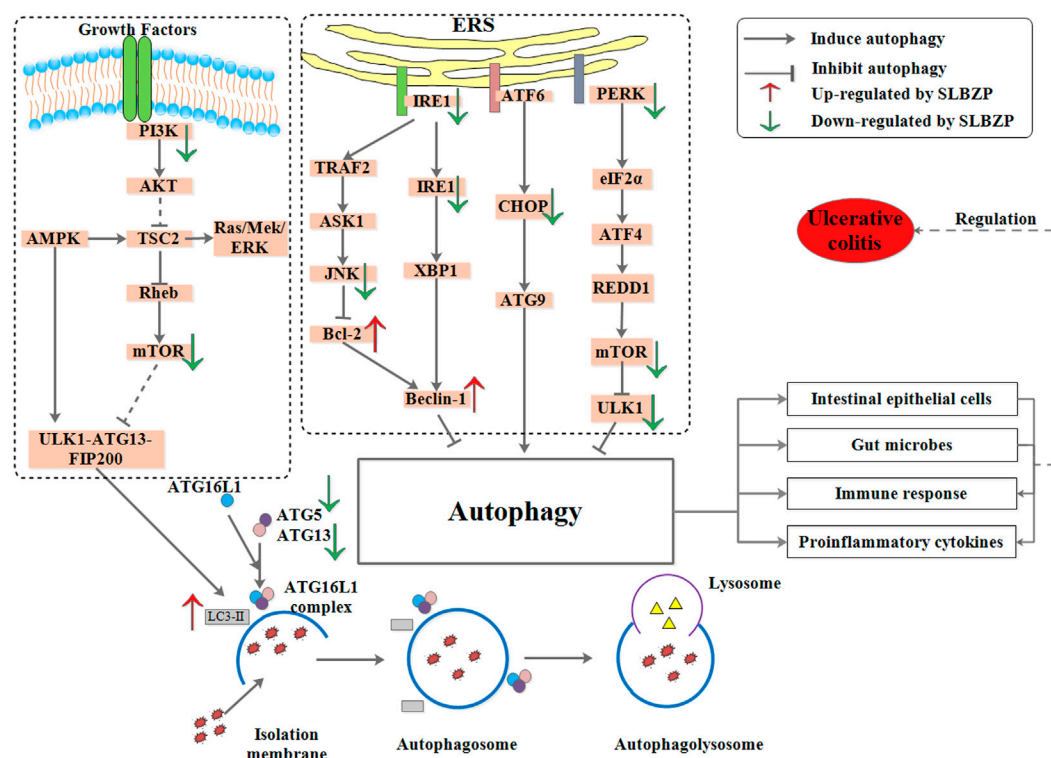 Growth Factors
PI3K
AKT
AMPK
TSC2
Ras/Mek/
ERK
Rheb
mTOR
ULK1-ATG13-
FIP200
ERS
IRE1
ATF6
PERK
TRAF2
IRE1
CHOP
eIF2α
ASK1
ATF4
JNK
XBP1
ATG9
REDD1
Bcl-2
mTOR
Beclin-1
ULK1
Induce autophagy
Inhibit autophagy
Up-regulated by SLBZP
Down-regulated by SLBZP
Ulcerative
colitis
Regulation
Autophagy
Intestinal epithelial cells
Gut microbes
Immune response
Proinflammatory cytokines
ATG16L1
ATG5
ATG13
ATG16L1
complex
LC3-II
Isolation
membrane
Autophagosome
Lysosome
Autophagolysosome